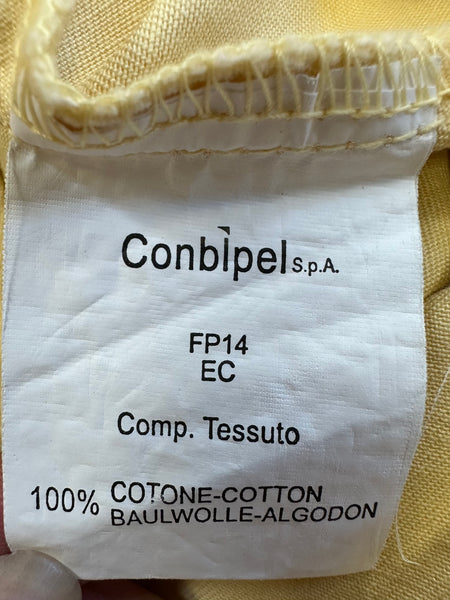 Conbipel S.p.A.
FP14
EC
Comp. Tessuto
100% COTONE-COTTON
BAULWOLLE-ALGODON